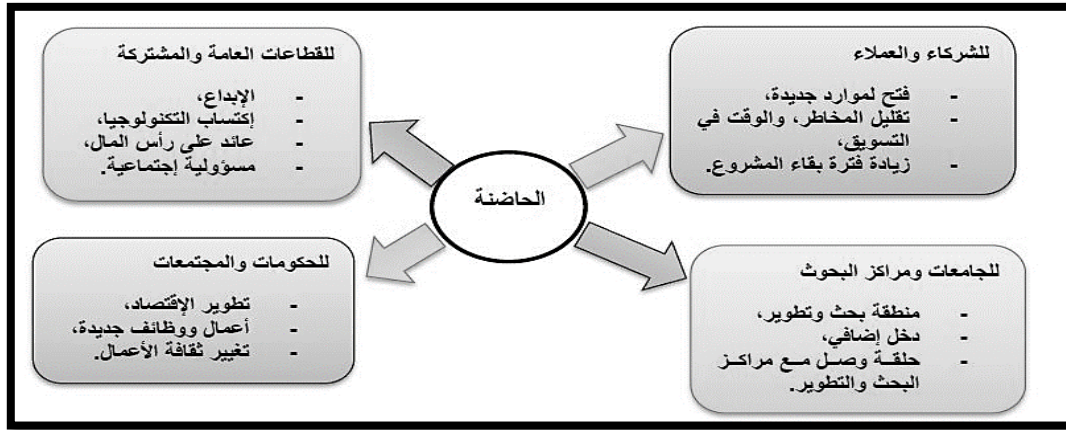 للشركاء والعملاء
- فتح لموارد جديدة،
- تقليل المخاطر، والوقت في
التسويق،
- زيادة فترة بقاء المشروع.
للقطاعات العامة والمشتركة
- الإبداع،
- إكتساب التكنولوجيا،
- عائد على رأس المال،
- مسؤولية إجتماعية.
الحاضنة
للجامعات ومراكز البحوث
- منطقة بحث وتطوير،
- دخل إضافي،
- حلقة وصل مع مراكز
البحث والتطوير.
للحكومات والمجتمعات
- تطوير الإقتصاد،
- أعمال ووظائف جديدة،
- تغيير ثقافة الأعمال.